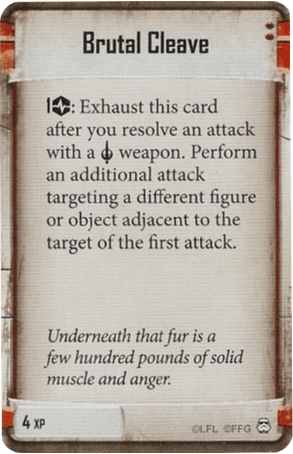 Brutal Cleave
1: Exhaust this card
after you resolve an attack
with a weapon. Perform
an additional attack
targeting a different figure
or object adjacent to the
target of the first attack.
Underneath that fur is a
few hundred pounds of solid
muscle and anger.
4 XP
©LFL ©FFG